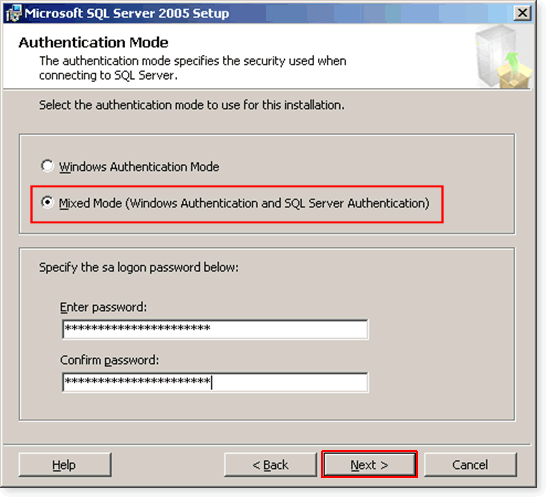 Microsoft SQL Server 2005 Setup
Authentication Mode
The authentication mode specifies the security used when
connecting to SQL Server.
Select the authentication mode to use for this installation.
Windows Authentication Mode
Mixed Mode (Windows Authentication and SQL Server Authentication)
Specify the sa logon password below:
Enter password:
**********************
Confirm password:
**********************
Help
< Back
Next >
Cancel